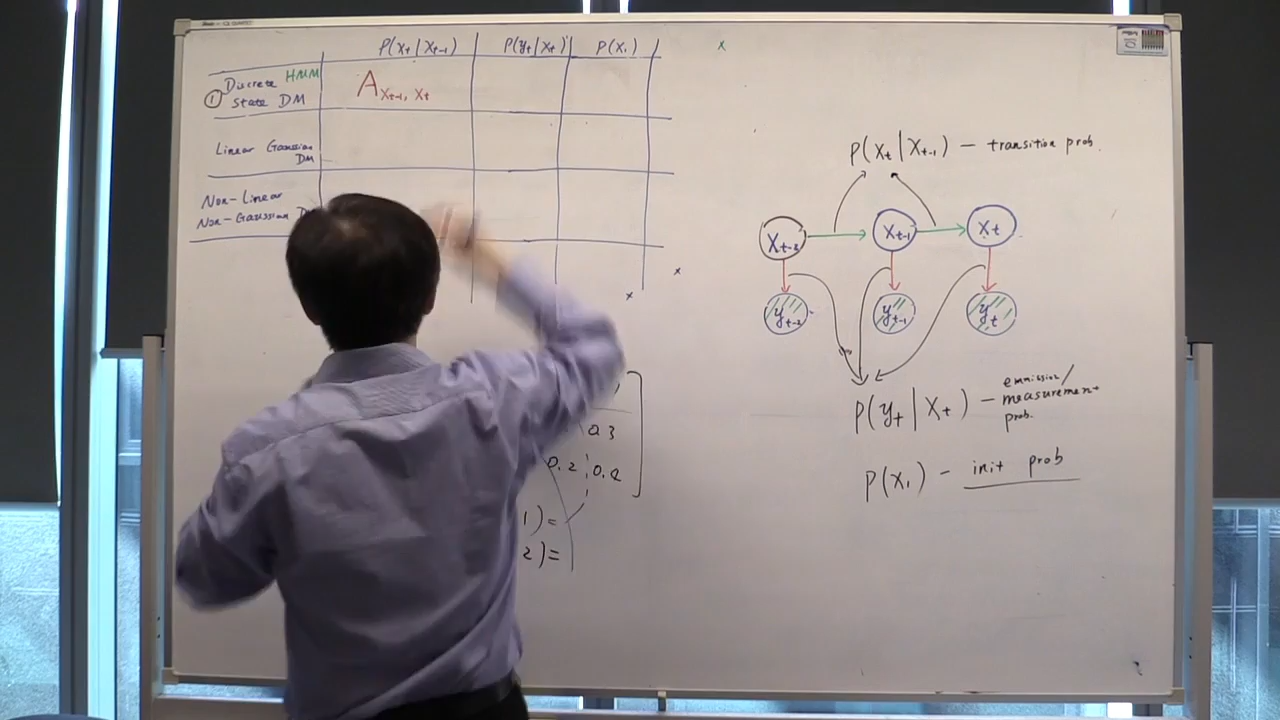 P(Xt|Xt-1) P(yt|Xt) P(X1)
① Discrete HMM
State DM
A Xt-1, Xt
Linear Gaussian
DM
Non-Linear
Non-Gaussian
0.3
0.2 0.2
1)=
2)=
P(Xt|Xt-1) - transition prob.
Xt-2 Xt-1 Xt
yt-2 yt-1 yt
P(yt|Xt) - emmission/
measurement
prob.
P(X1) - init prob